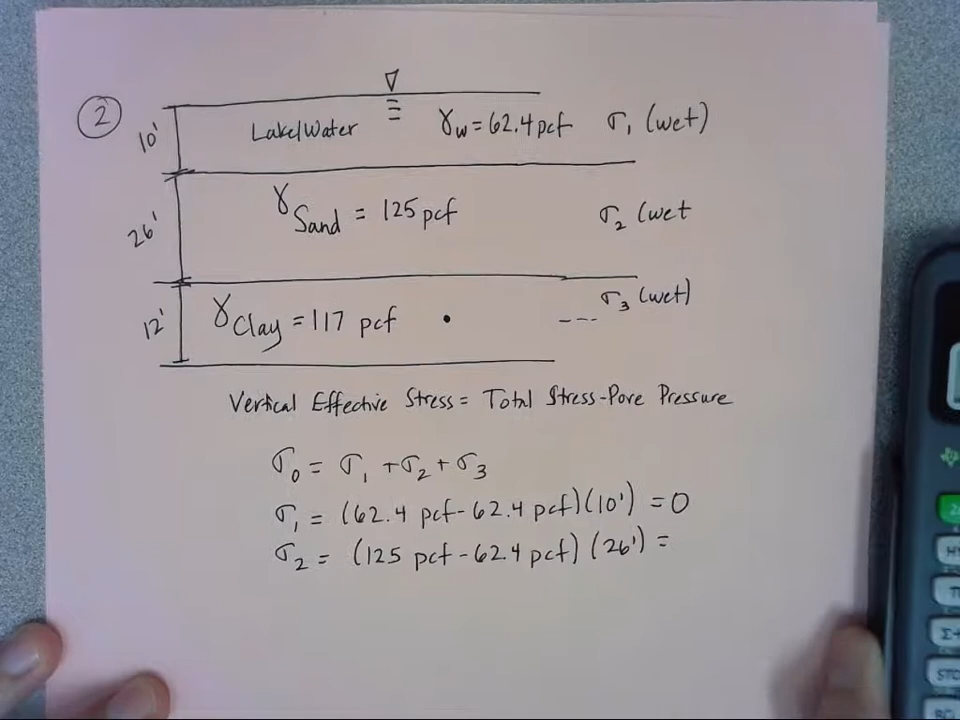 2
10' Lake/Water γw = 62.4 pcf σ1 (wet)
26' γSand = 125 pcf σ2 (wet
12' γClay = 117 pcf σ3 (wet)
Vertical Effective Stress = Total Stress - Pore Pressure
σ0 = σ1 + σ2 + σ3
σ1 = (62.4 pcf - 62.4 pcf)(10') = 0
σ2 = (125 pcf - 62.4 pcf) (26') =